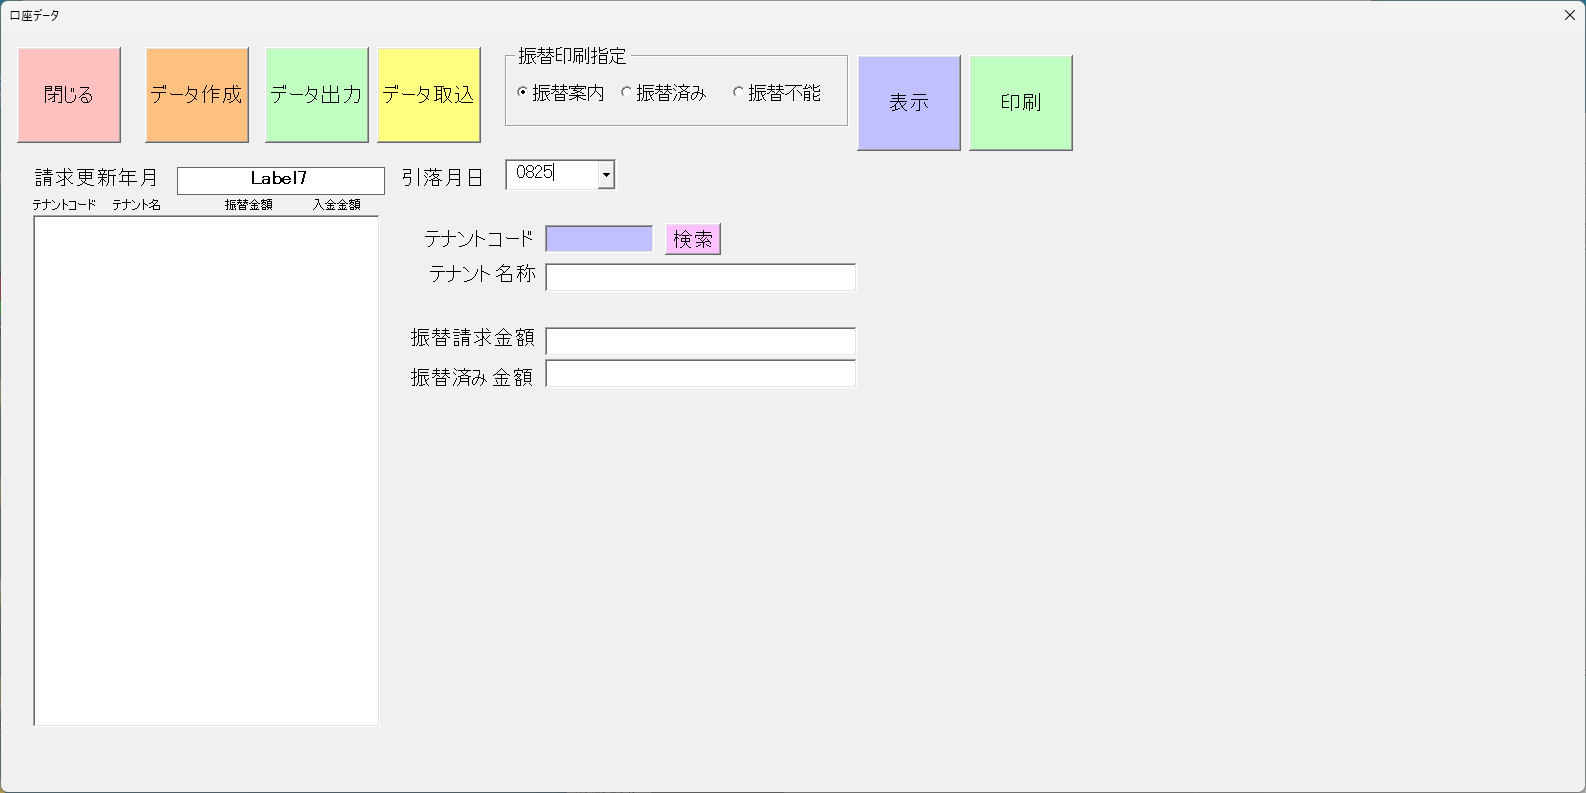 口座データ
閉じる
データ作成
データ出力
データ取込
振替印刷指定
振替案内 振替済み 振替不能
表示
印刷
請求更新年月 Label7 引落月日 0825
テナントコード テナント名 振替金額 入金金額
テナントコード 検索
テナント名称
振替請求金額
振替済み金額